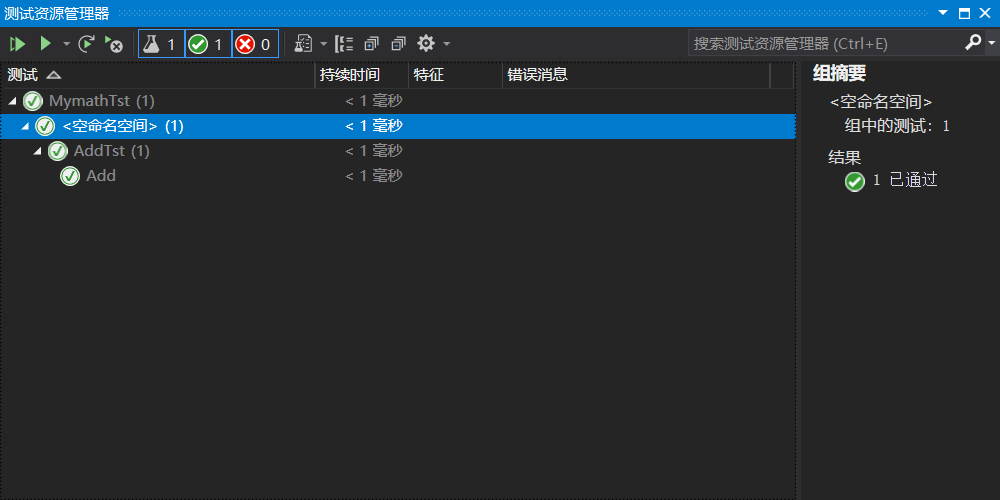 测试资源管理器
1 1 0
搜索测试资源管理器 (Ctrl+E)
测试 持续时间 特征 错误消息
MymathTst (1) < 1 毫秒
<空命名空间> (1) < 1 毫秒
AddTst (1) < 1 毫秒
Add < 1 毫秒
组摘要
<空命名空间>
组中的测试: 1
结果
1 已通过